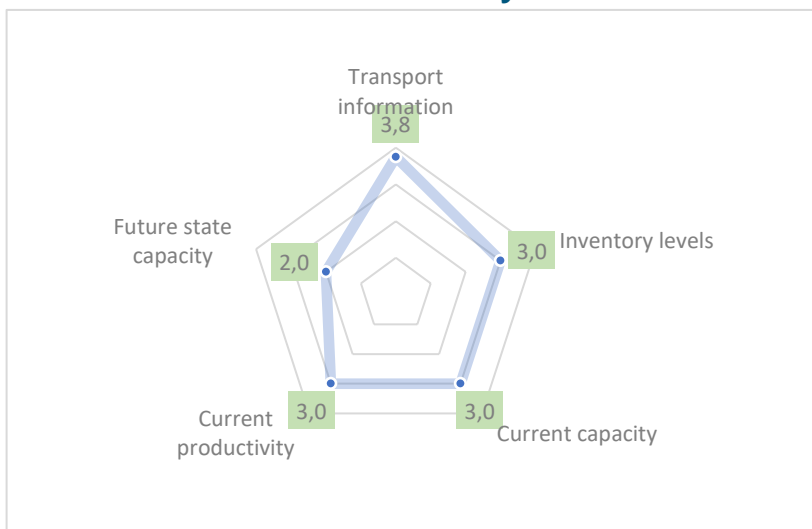 Transport
information
3,8
Future state
capacity
2,0
3,0
Inventory levels
Current
productivity
3,0
3,0
Current capacity